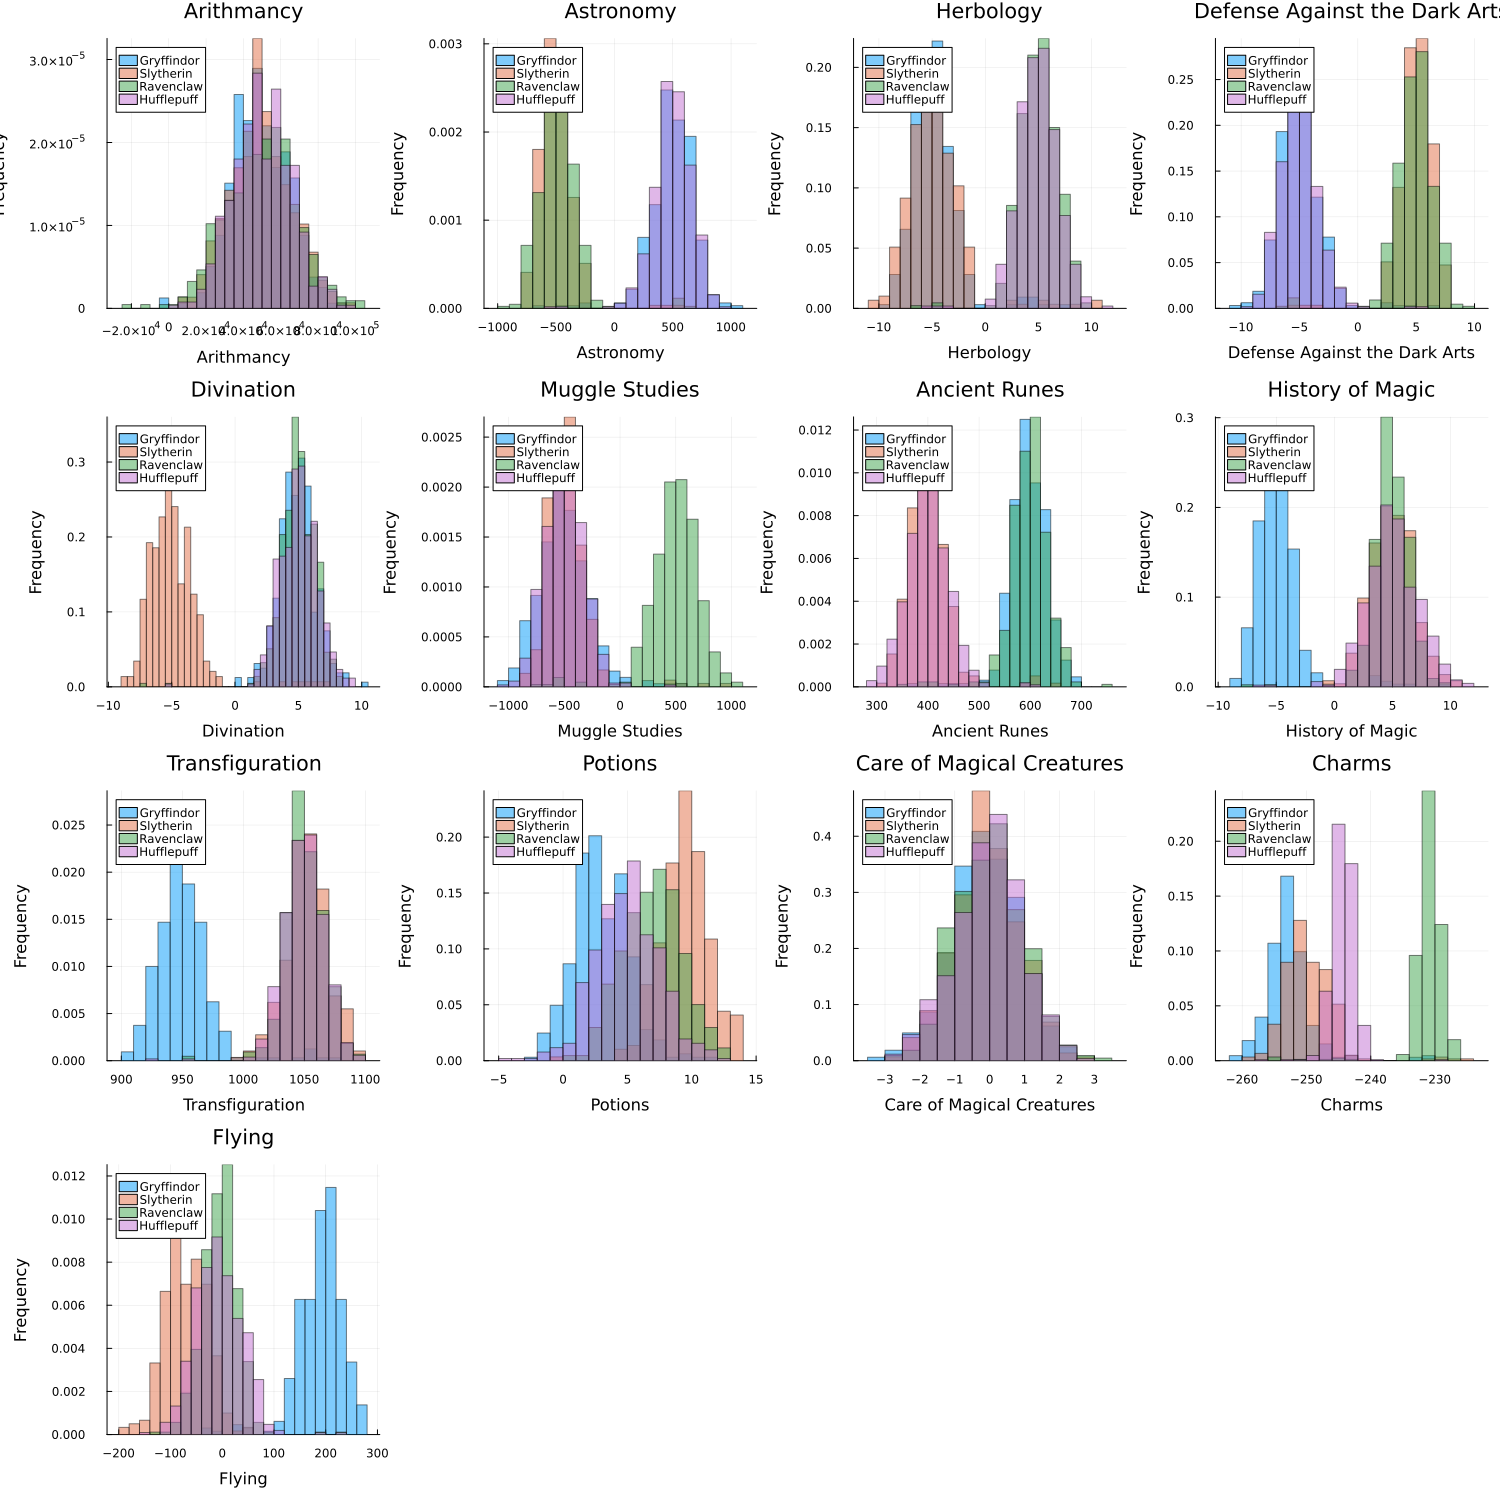 Arithmancy
Frequency
3.0×10⁻⁵
2.0×10⁻⁵
1.0×10⁻⁵
0
Gryffindor
Slytherin
Ravenclaw
Hufflepuff
−2.0×10⁴ 0
Arithmancy
Astronomy
Frequency
0.003
0.002
0.001
0.000
Gryffindor
Slytherin
Ravenclaw
Hufflepuff
−1000 −500 0 500 1000
Astronomy
Herbology
Frequency
0.20
0.15
0.10
0.05
0.00
Gryffindor
Slytherin
Ravenclaw
Hufflepuff
−10 −5 0 5 10
Herbology
Defense Against the Dark Arts
Frequency
0.25
0.20
0.15
0.10
0.05
0.00
Gryffindor
Slytherin
Ravenclaw
Hufflepuff
−10 −5 0 5 10
Defense Against the Dark Arts
Divination
Frequency
0.3
0.2
0.1
0.0
Gryffindor
Slytherin
Ravenclaw
Hufflepuff
−10 −5 0 5 10
Divination
Muggle Studies
Frequency
0.0025
0.0020
0.0015
0.0010
0.0005
0.0000
Gryffindor
Slytherin
Ravenclaw
Hufflepuff
−1000 −500 0 500 1000
Muggle Studies
Ancient Runes
Frequency
0.012
0.010
0.008
0.006
0.004
0.002
0.000
Gryffindor
Slytherin
Ravenclaw
Hufflepuff
300 400 500 600 700
Ancient Runes
History of Magic
Frequency
0.3
0.2
0.1
0.0
Gryffindor
Slytherin
Ravenclaw
Hufflepuff
−10 −5 0 5 10
History of Magic
Transfiguration
Frequency
0.025
0.020
0.015
0.010
0.005
0.000
Gryffindor
Slytherin
Ravenclaw
Hufflepuff
900 950 1000 1050 1100
Transfiguration
Potions
Frequency
0.20
0.15
0.10
0.05
0.00
Gryffindor
Slytherin
Ravenclaw
Hufflepuff
−5 0 5 10 15
Potions
Care of Magical Creatures
Frequency
0.4
0.3
0.2
0.1
0.0
Gryffindor
Slytherin
Ravenclaw
Hufflepuff
−3 −2 −1 0 1 2 3
Care of Magical Creatures
Charms
Frequency
0.20
0.15
0.10
0.05
0.00
Gryffindor
Slytherin
Ravenclaw
Hufflepuff
−260 −250 −240 −230
Charms
Flying
Frequency
0.012
0.010
0.008
0.006
0.004
0.002
0.000
Gryffindor
Slytherin
Ravenclaw
Hufflepuff
−200 −100 0 100 200 300
Flying